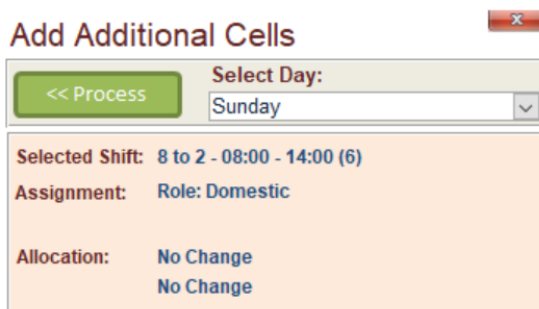 Add Additional Cells
x
<< Process
Select Day:
Sunday
Selected Shift: 8 to 2 - 08:00 - 14:00 (6)
Assignment: Role: Domestic
Allocation: No Change
No Change